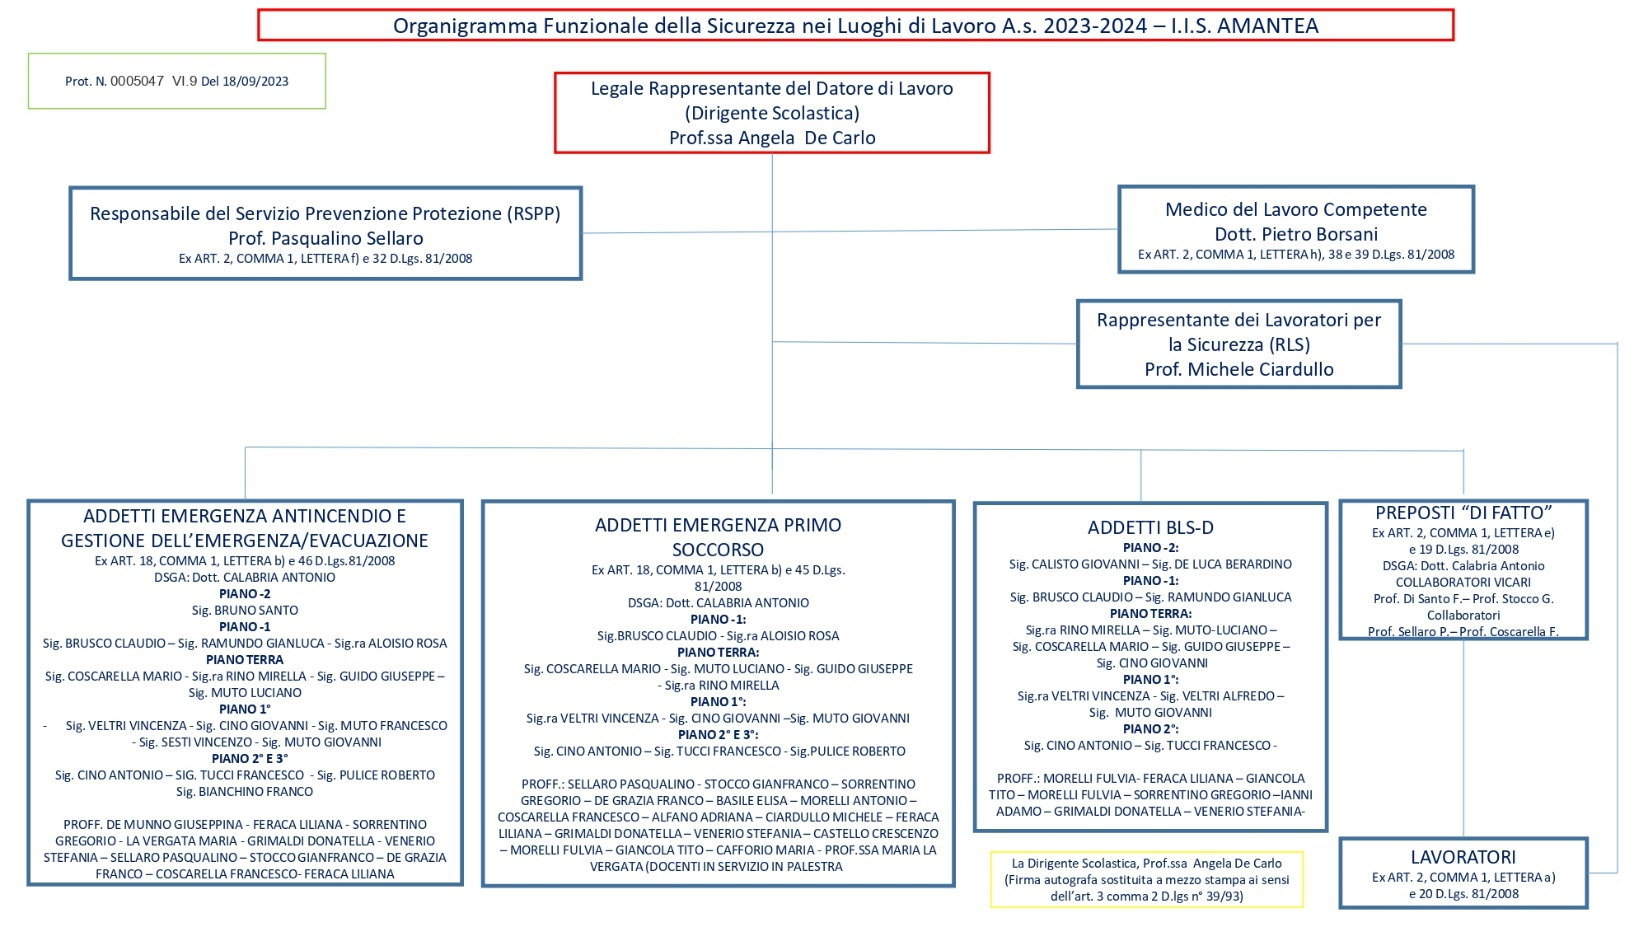 Organigramma Funzionale della Sicurezza nei Luoghi di Lavoro A.s. 2023-2024 – I.I.S. AMANTEA
Prot. N. 0005047 VI.9 Del 18/09/2023
Legale Rappresentante del Datore di Lavoro
(Dirigente Scolastica)
Prof.ssa Angela De Carlo
Responsabile del Servizio Prevenzione Protezione (RSPP)
Prof. Pasqualino Sellaro
Ex ART. 2, COMMA 1, LETTERA f) e 32 D.Lgs. 81/2008
Medico del Lavoro Competente
Dott. Pietro Borsani
Ex ART. 2, COMMA 1, LETTERA h), 38 e 39 D.Lgs. 81/2008
Rappresentante dei Lavoratori per
la Sicurezza (RLS)
Prof. Michele Ciardullo
ADDETTI EMERGENZA ANTINCENDIO E
GESTIONE DELL'EMERGENZA/EVACUAZIONE
Ex ART. 18, COMMA 1, LETTERA b) e 46 D.Lgs.81/2008
DSGA: Dott. CALABRIA ANTONIO
PIANO -2
Sig. BRUNO SANTO
PIANO -1
Sig. BRUSCO CLAUDIO – Sig. RAMUNDO GIANLUCA - Sig.ra ALOISIO ROSA
PIANO TERRA
Sig. COSCARELLA MARIO - Sig.ra RINO MIRELLA - Sig. GUIDO GIUSEPPE –
Sig. MUTO LUCIANO
PIANO 1°
- Sig. VELTRI VINCENZA - Sig. CINO GIOVANNI - Sig. MUTO FRANCESCO
- Sig. SESTI VINCENZO - Sig. MUTO GIOVANNI
PIANO 2° E 3°
Sig. CINO ANTONIO – SIG. TUCCI FRANCESCO - Sig. PULICE ROBERTO
Sig. BIANCHINO FRANCO
PROFF. DE MUNNO GIUSEPPINA - FERACA LILIANA - SORRENTINO
GREGORIO - LA VERGATA MARIA - GRIMALDI DONATELLA - VENERIO
STEFANIA – SELLARO PASQUALINO – STOCCO GIANFRANCO – DE GRAZIA
FRANCO – COSCARELLA FRANCESCO- FERACA LILIANA
ADDETTI EMERGENZA PRIMO
SOCCORSO
Ex ART. 18, COMMA 1, LETTERA b) e 45 D.Lgs.
81/2008
DSGA: Dott. CALABRIA ANTONIO
PIANO -1:
Sig.BRUSCO CLAUDIO - Sig.ra ALOISIO ROSA
PIANO TERRA:
Sig. COSCARELLA MARIO - Sig. MUTO LUCIANO - Sig. GUIDO GIUSEPPE
- Sig.ra RINO MIRELLA
PIANO 1°:
Sig.ra VELTRI VINCENZA - Sig. CINO GIOVANNI –Sig. MUTO GIOVANNI
PIANO 2° E 3°:
Sig. CINO ANTONIO – Sig. TUCCI FRANCESCO - Sig.PULICE ROBERTO
PROFF.: SELLARO PASQUALINO - STOCCO GIANFRANCO – SORRENTINO
GREGORIO – DE GRAZIA FRANCO – BASILE ELISA – MORELLI ANTONIO –
COSCARELLA FRANCESCO – ALFANO ADRIANA – CIARDULLO MICHELE – FERACA
LILIANA – GRIMALDI DONATELLA – VENERIO STEFANIA – CASTELLO CRESCENZO
– MORELLI FULVIA – GIANCOLA TITO – CAFFORIO MARIA - PROF.SSA MARIA LA
VERGATA (DOCENTI IN SERVIZIO IN PALESTRA
ADDETTI BLS-D
PIANO -2:
Sig. CALISTO GIOVANNI – Sig. DE LUCA BERARDINO
PIANO -1:
Sig. BRUSCO CLAUDIO – Sig. RAMUNDO GIANLUCA
PIANO TERRA:
Sig.ra RINO MIRELLA – Sig. MUTO-LUCIANO –
Sig. COSCARELLA MARIO – Sig. GUIDO GIUSEPPE –
Sig. CINO GIOVANNI
PIANO 1°:
Sig.ra VELTRI VINCENZA - Sig. VELTRI ALFREDO –
Sig. MUTO GIOVANNI
PIANO 2°:
Sig. CINO ANTONIO – Sig. TUCCI FRANCESCO -
PROFF.: MORELLI FULVIA- FERACA LILIANA – GIANCOLA
TITO – MORELLI FULVIA – SORRENTINO GREGORIO –IANNI
ADAMO – GRIMALDI DONATELLA – VENERIO STEFANIA-
PREPOSTI “DI FATTO”
Ex ART. 2, COMMA 1, LETTERA e)
e 19 D.Lgs. 81/2008
DSGA: Dott. Calabria Antonio
COLLABORATORI VICARI
Prof. Di Santo F.– Prof. Stocco G.
Collaboratori
Prof. Sellaro P.– Prof. Coscarella F.
La Dirigente Scolastica, Prof.ssa Angela De Carlo
(Firma autografa sostituita a mezzo stampa ai sensi
dell'art. 3 comma 2 D.lgs n° 39/93)
LAVORATORI
Ex ART. 2, COMMA 1, LETTERA a)
e 20 D.Lgs. 81/2008